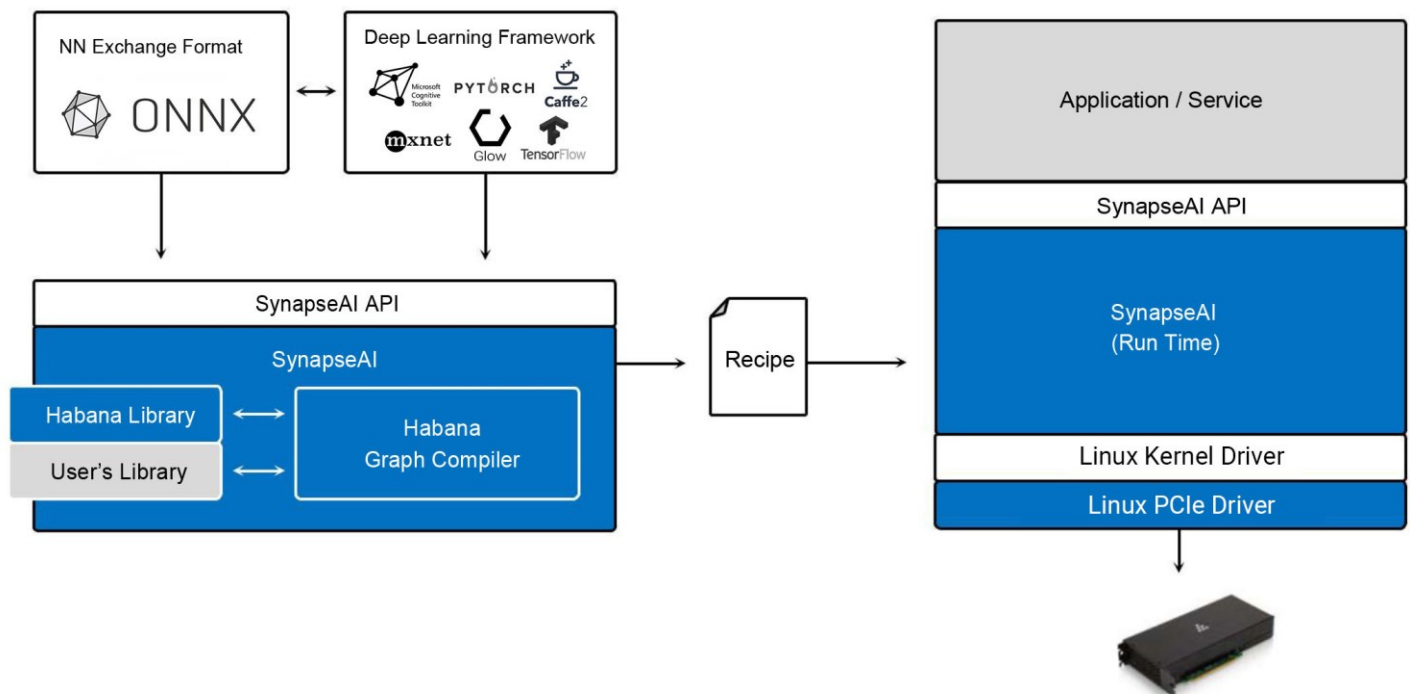 NN Exchange Format
ONNX
Deep Learning Framework
Microsoft
Cognitive
Toolkit
PYTORCH
Caffe2
mxnet
Glow
TensorFlow
SynapseAI API
SynapseAI
Habana Library
User's Library
Habana
Graph Compiler
Recipe
Application / Service
SynapseAI API
SynapseAI
(Run Time)
Linux Kernel Driver
Linux PCIe Driver